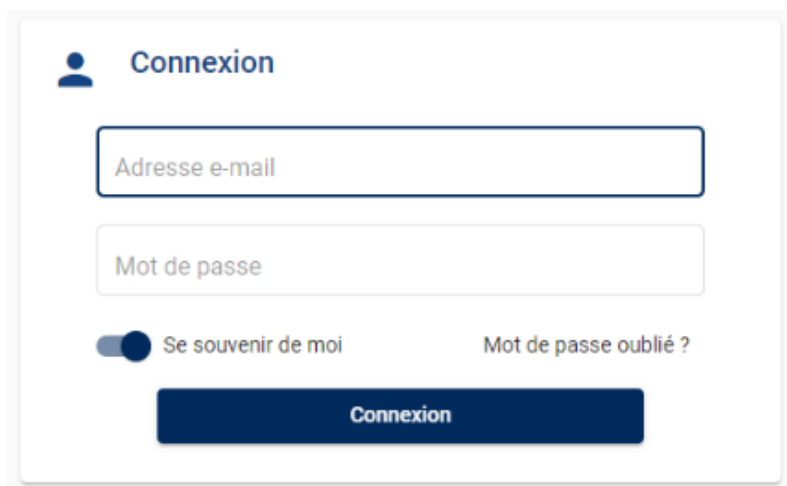 Connexion
Adresse e-mail
Mot de passe
Se souvenir de moi
Mot de passe oublié ?
Connexion